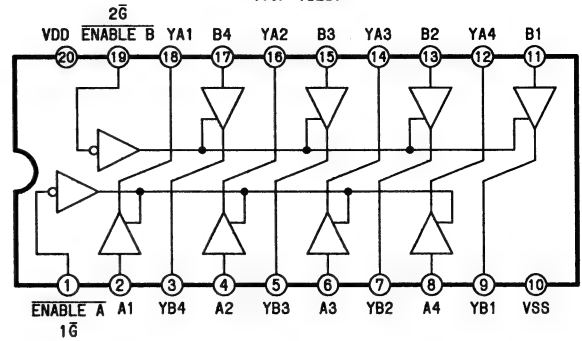 2G̅
VDD ENABLE B YA1 B4 YA2 B3 YA3 B2 YA4 B1
20 19 18 17 16 15 14 13 12 11
1 2 3 4 5 6 7 8 9 10
ENABLE A A1 YB4 A2 YB3 A3 YB2 A4 YB1 VSS
1G̅